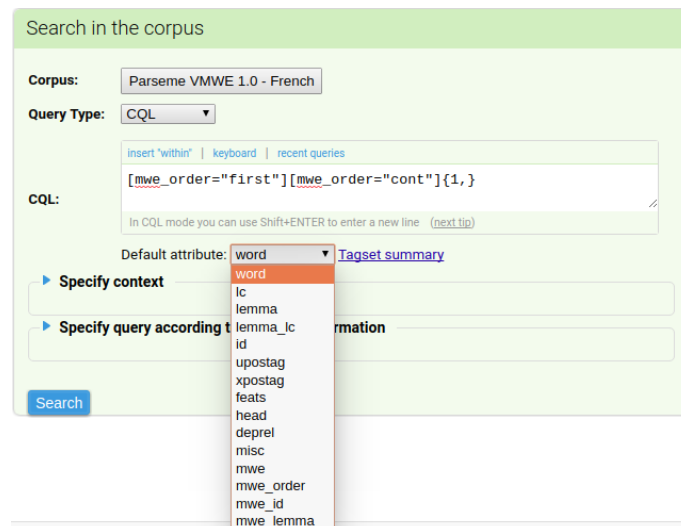 Search in the corpus
Corpus: Parseme VMWE 1.0 - French
Query Type: CQL
insert "within" | keyboard | recent queries
[mwe_order="first"][mwe_order="cont"]{1,}
CQL:
In CQL mode you can use Shift+ENTER to enter a new line (next tip)
Default attribute: word Tagset summary
word
Specify context
lc
lemma
Specify query according t rmation
lemma_lc
id
upostag
xpostag
feats
Search
head
deprel
misc
mwe
mwe_order
mwe_id
mwe_lemma